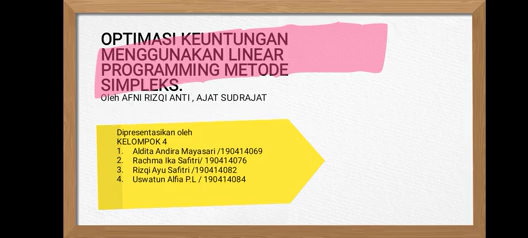 OPTIMASI KEUNTUNGAN
MENGGUNAKAN LINEAR
PROGRAMMING METODE
SIMPLEKS.
Oleh AFNI RIZQI ANTI , AJAT SUDRAJAT
Dipresentasikan oleh
KELOMPOK 4
1. Aldita Andira Mayasari /190414069
2. Rachma Ika Safitri/ 190414076
3. Rizqi Ayu Safitri /190414082
4. Uswatun Alfia P.L / 190414084